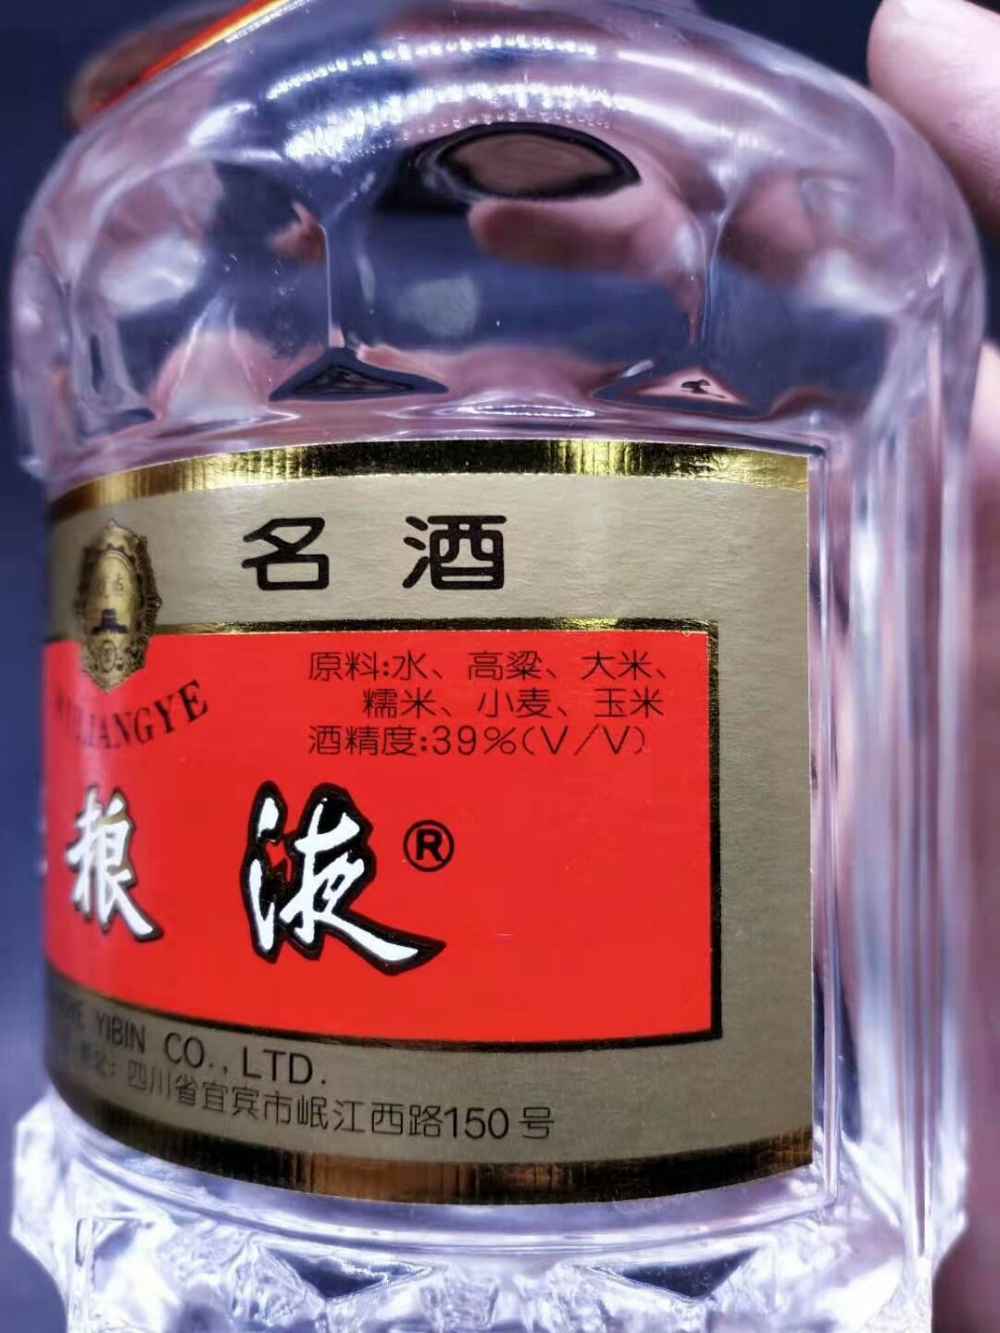 名酒
原料:水、高粱、大米、
糯米、小麦、玉米
酒精度:39%(V/V)
LIANGYE
粮液®
YIBIN CO.,LTD.
四川省宜宾市岷江西路150号